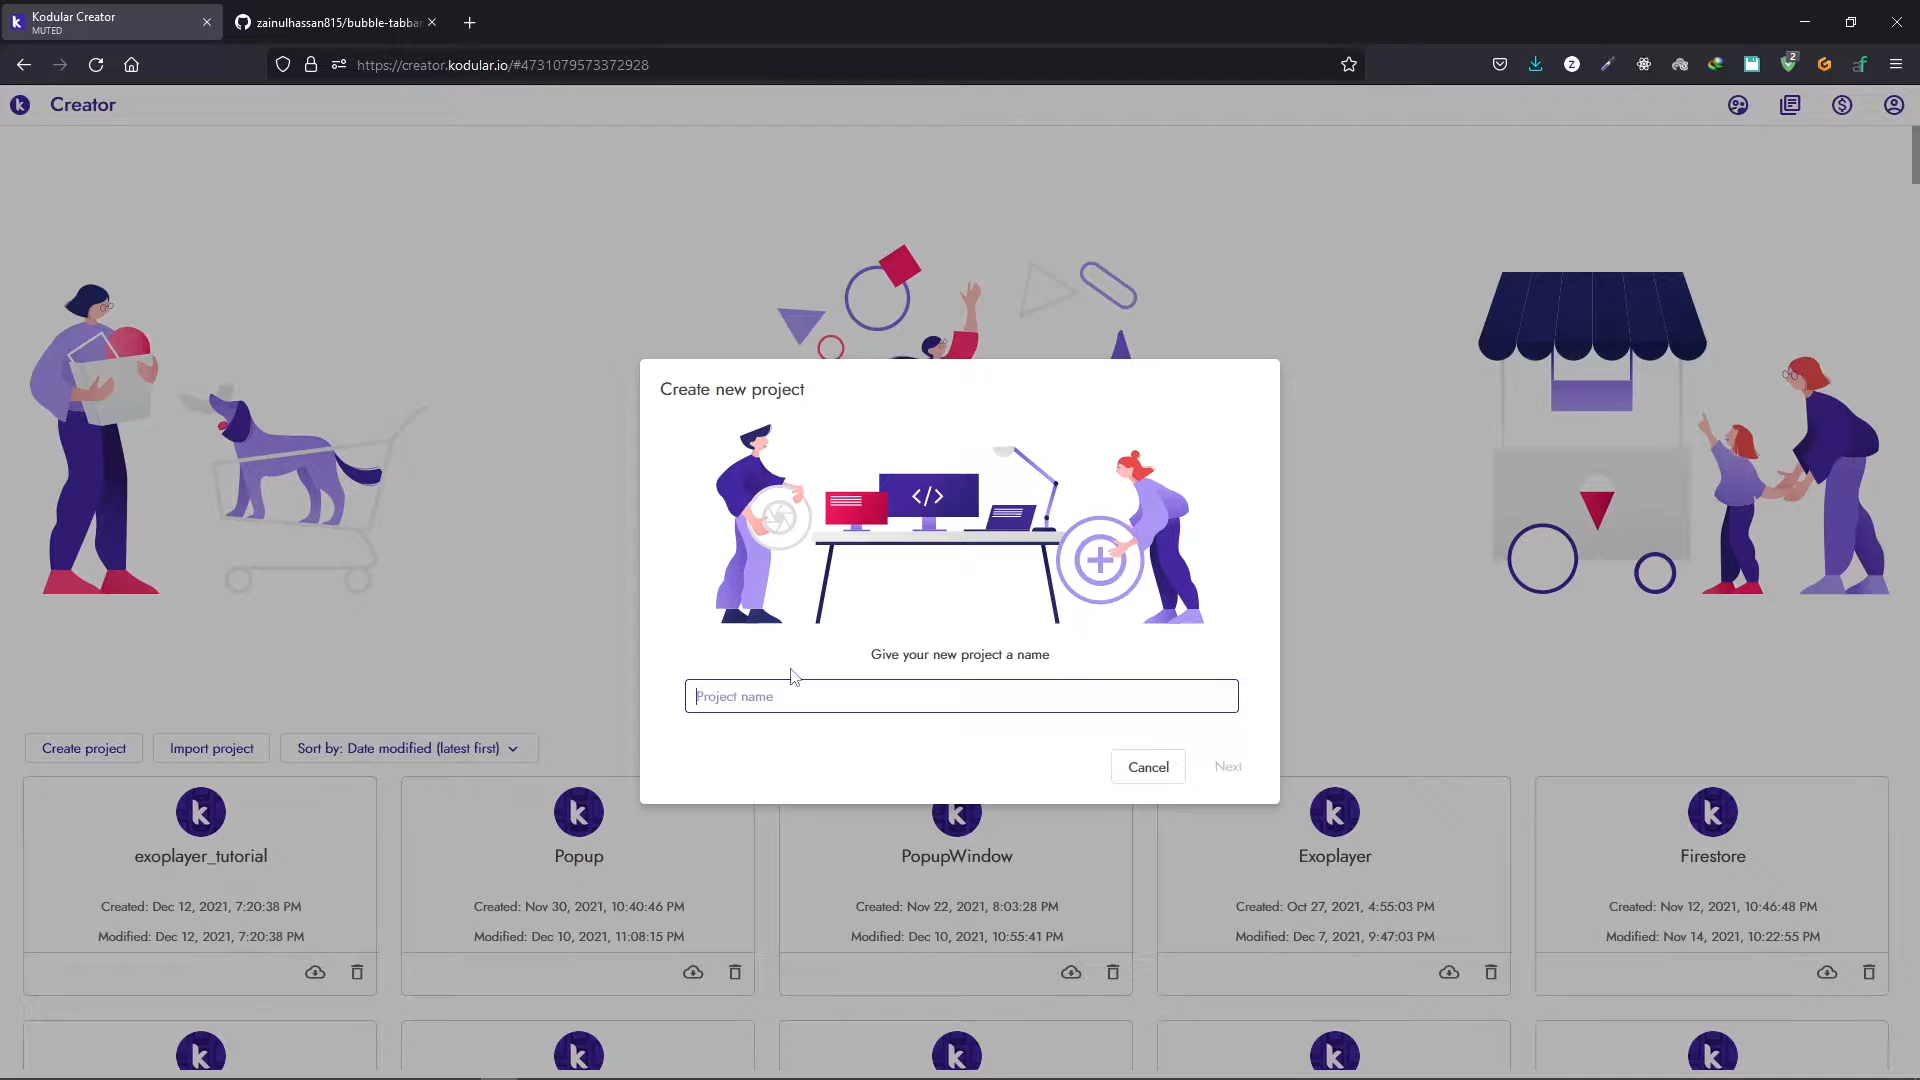 Kodular Creator
MUTED
zainulhassan815/bubble-tabbar
https://creator.kodular.io/#4731079573372928
Z
2
k Creator
Create new project
</>
Give your new project a name
Project name
Cancel
Next
Create project
Import project
Sort by: Date modified (latest first)
exoplayer_tutorial
Created: Dec 12, 2021, 7:20:38 PM
Modified: Dec 12, 2021, 7:20:38 PM
Popup
Created: Nov 30, 2021, 10:40:46 PM
Modified: Dec 10, 2021, 11:08:15 PM
PopupWindow
Created: Nov 22, 2021, 8:03:28 PM
Modified: Dec 10, 2021, 10:55:41 PM
Exoplayer
Created: Oct 27, 2021, 4:55:03 PM
Modified: Dec 7, 2021, 9:47:03 PM
Firestore
Created: Nov 12, 2021, 10:46:48 PM
Modified: Nov 14, 2021, 10:22:55 PM